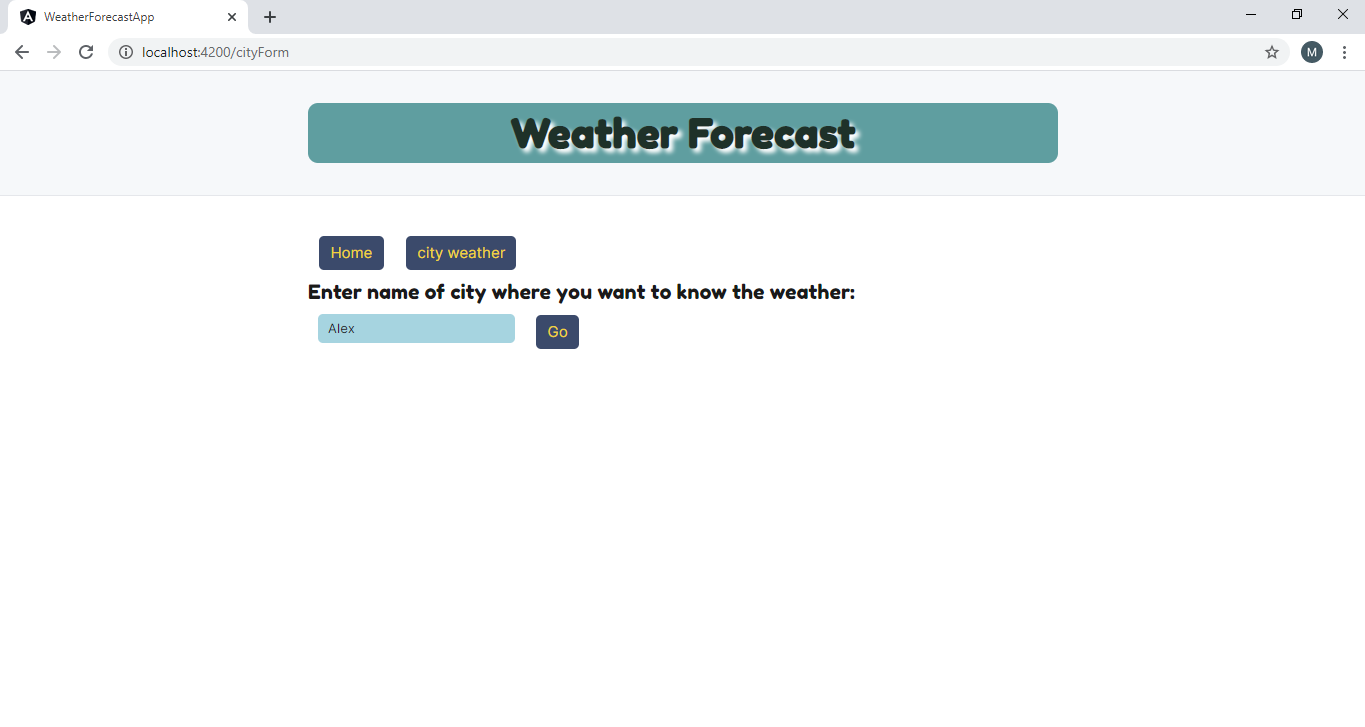 WeatherForecastApp
localhost:4200/cityForm
M
Weather Forecast
Home city weather
Enter name of city where you want to know the weather:
Alex Go